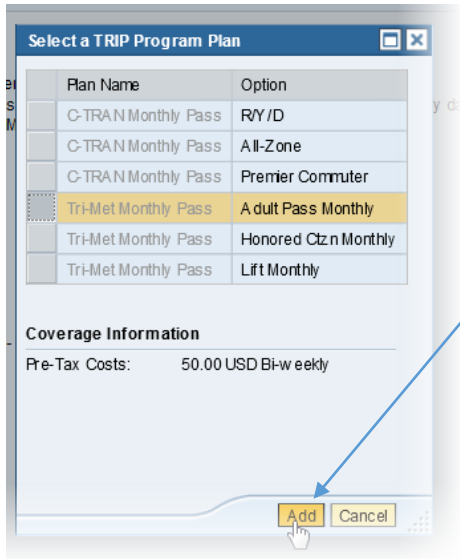 Select a TRIP Program Plan
Plan Name Option
C-TRAN Monthly Pass R/Y/D
C-TRAN Monthly Pass All-Zone
C-TRAN Monthly Pass Premier Commuter
Tri-Met Monthly Pass Adult Pass Monthly
Tri-Met Monthly Pass Honored Ctzn Monthly
Tri-Met Monthly Pass Lift Monthly
Coverage Information
Pre-Tax Costs: 50.00 USD Bi-weekly
Add Cancel